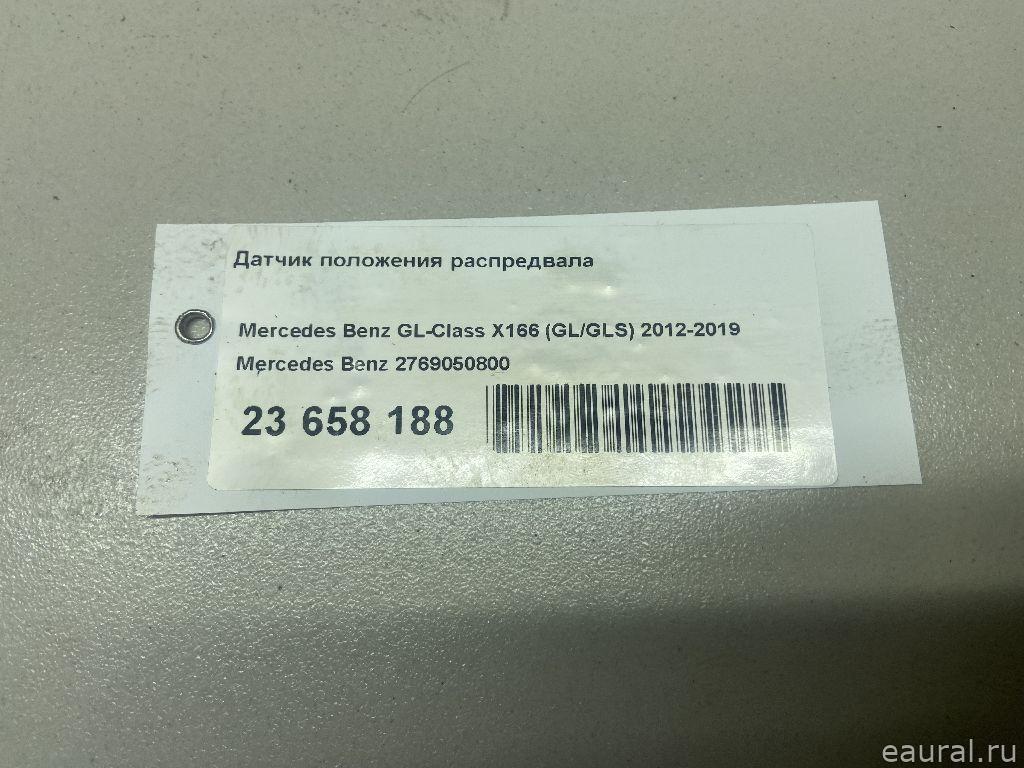 Датчик положения распредвала
Mercedes Benz GL-Class X166 (GL/GLS) 2012-2019
Mercedes Benz 2769050800
23 658 188
eaural.ru